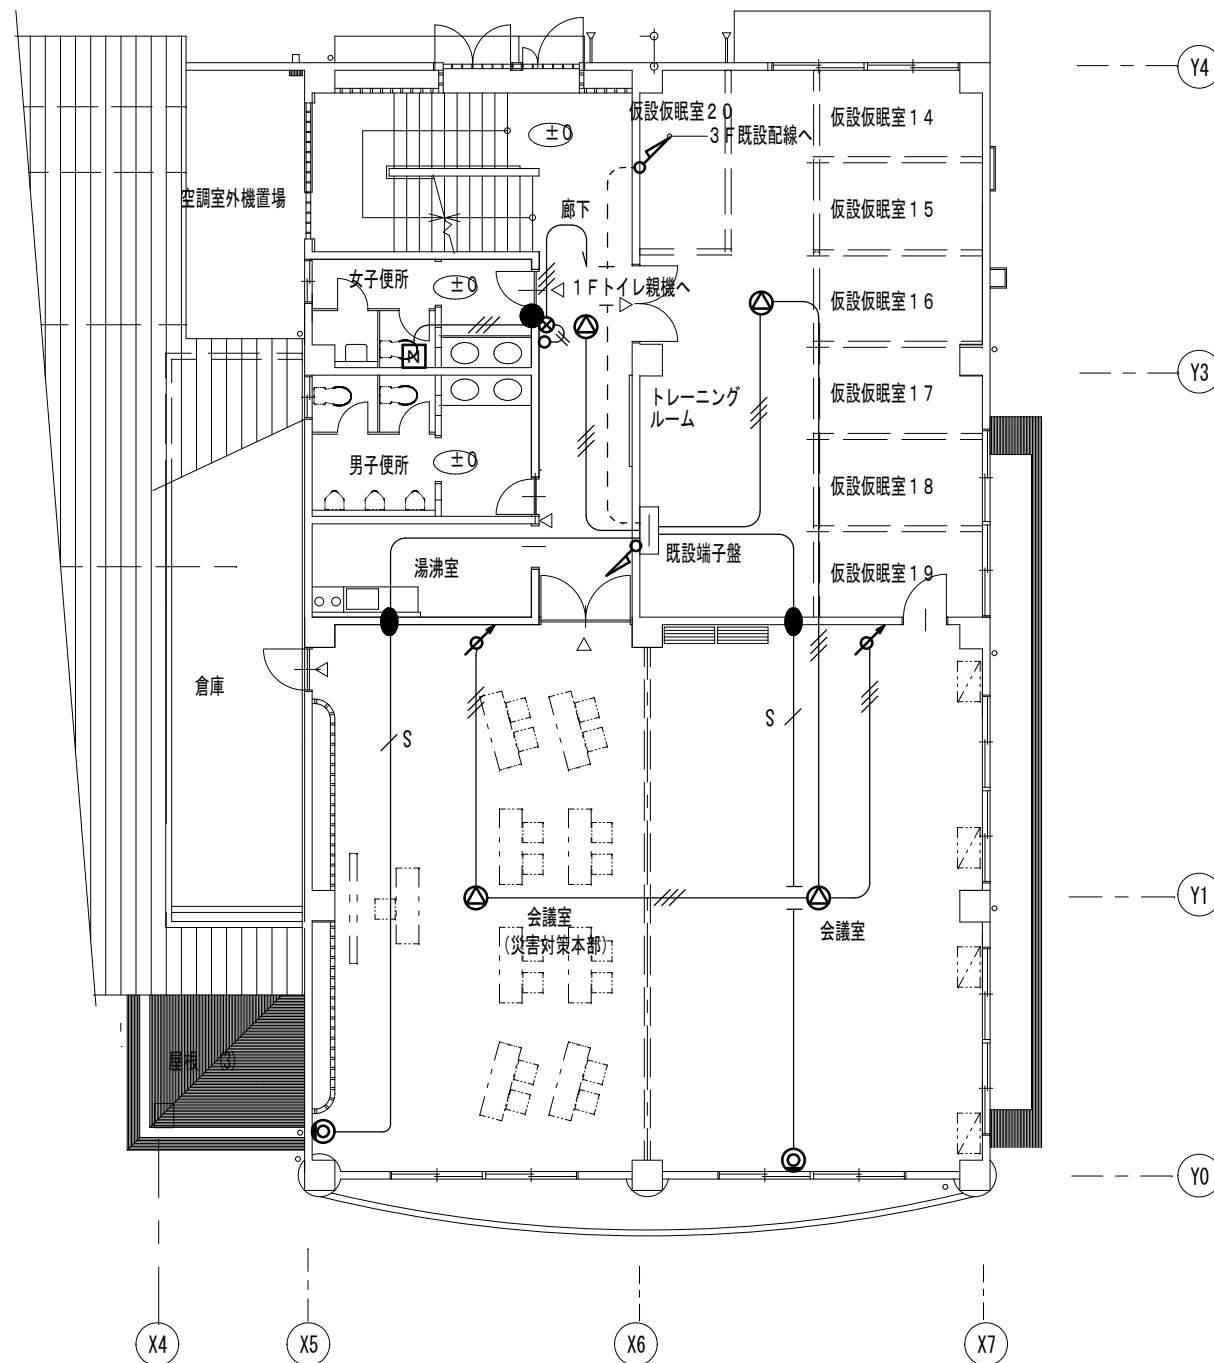 Y4
仮設仮眠室20
仮設仮眠室14
3F既設配線へ
±0
空調室外機置場
廊下
仮設仮眠室15
女子便所
±0
1Fトイレ親機へ
仮設仮眠室16
Y3
トレーニング
ルーム
仮設仮眠室17
男子便所
±0
仮設仮眠室18
湯沸室
既設端子盤
仮設仮眠室19
倉庫
S
S
Y1
会議室
(災害対策本部)
会議室
屋根 (3)
Y0
X4
X5
X6
X7